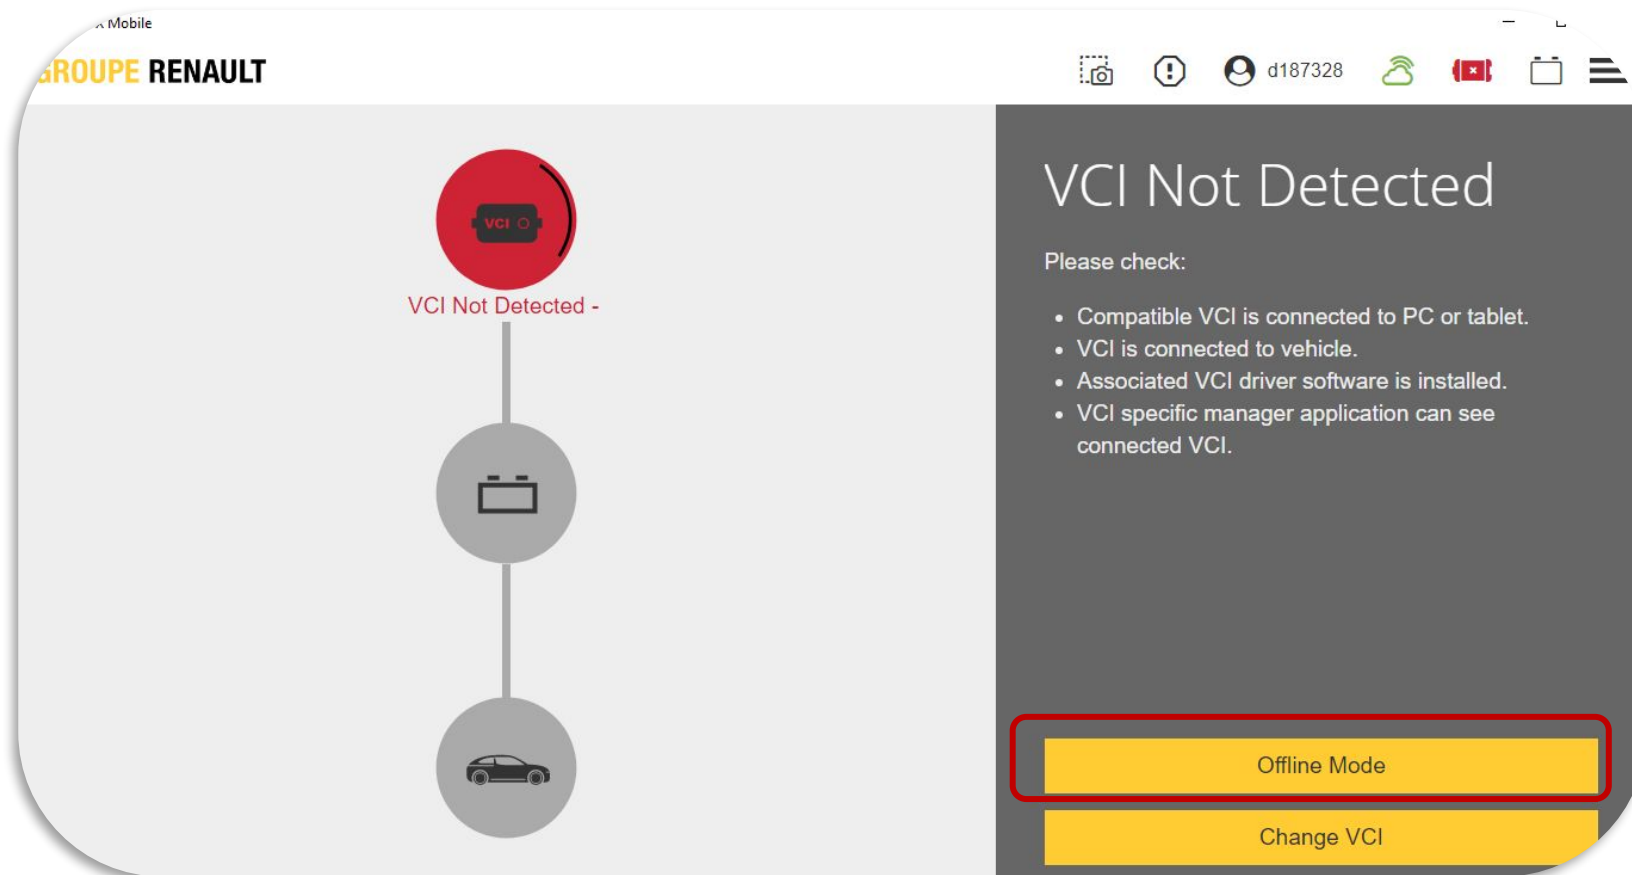 Mobile
GROUPE RENAULT
d187328
VCI
VCI Not Detected -
VCI Not Detected
Please check:
• Compatible VCI is connected to PC or tablet.
• VCI is connected to vehicle.
• Associated VCI driver software is installed.
• VCI specific manager application can see
connected VCI.
Offline Mode
Change VCI